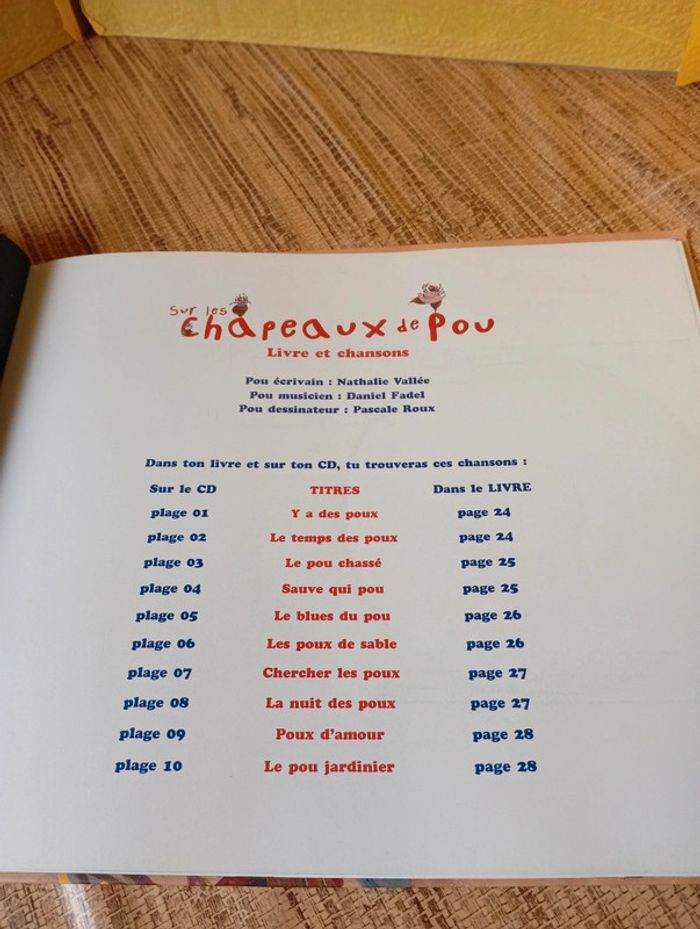 Sur les
Chapeaux de Pou
Livre et chansons
Pou écrivain : Nathalie Vallée
Pou musicien : Daniel Fadel
Pou dessinateur : Pascale Roux
Dans ton livre et sur ton CD, tu trouveras ces chansons :
Sur le CD TITRES Dans le LIVRE
plage 01 Y a des poux page 24
plage 02 Le temps des poux page 24
plage 03 Le pou chassé page 25
plage 04 Sauve qui pou page 25
plage 05 Le blues du pou page 26
plage 06 Les poux de sable page 26
plage 07 Chercher les poux page 27
plage 08 La nuit des poux page 27
plage 09 Poux d'amour page 28
plage 10 Le pou jardinier page 28